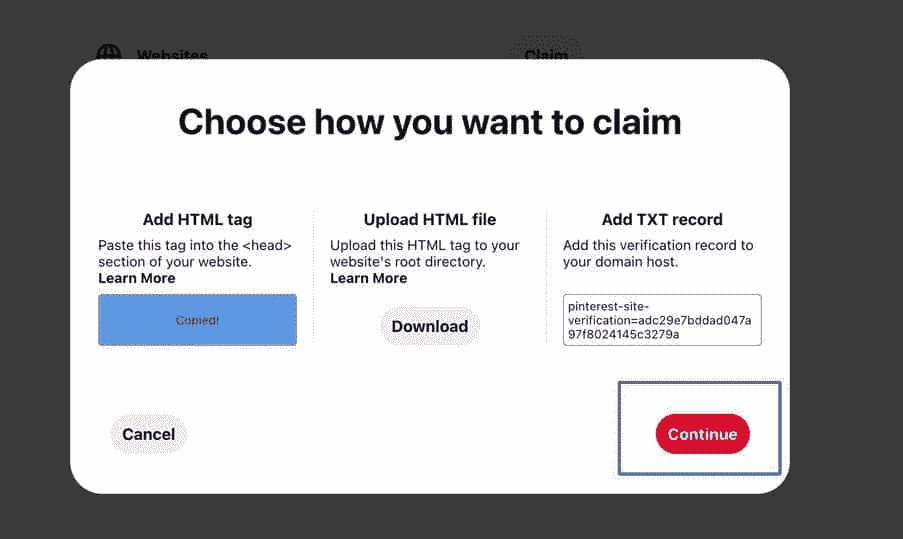 Websites
Claim
Choose how you want to claim
Add HTML tag
Paste this tag into the <head>
section of your website.
Learn More
Copied!
Upload HTML file
Upload this HTML tag to your
website's root directory.
Learn More
Download
Add TXT record
Add this verification record to
your domain host.
pinterest-site-
verification=adc29e7bddad047a
97f8024145c3279a
Cancel
Continue